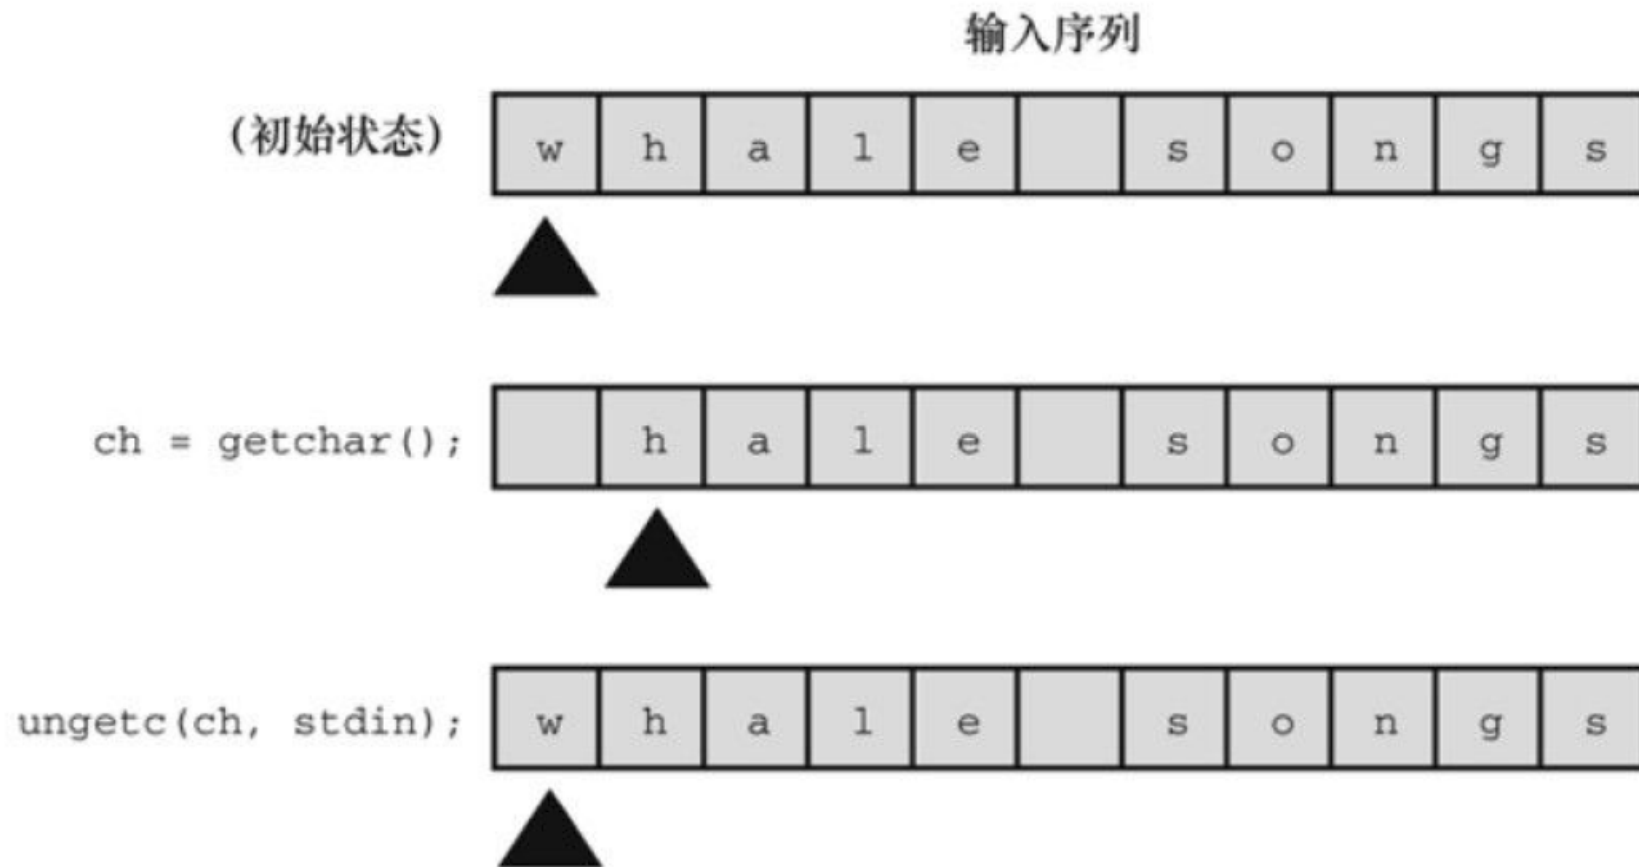 输入序列
(初始状态) w h a l e s o n g s
ch = getchar(); h a l e s o n g s
ungetc(ch, stdin); w h a l e s o n g s